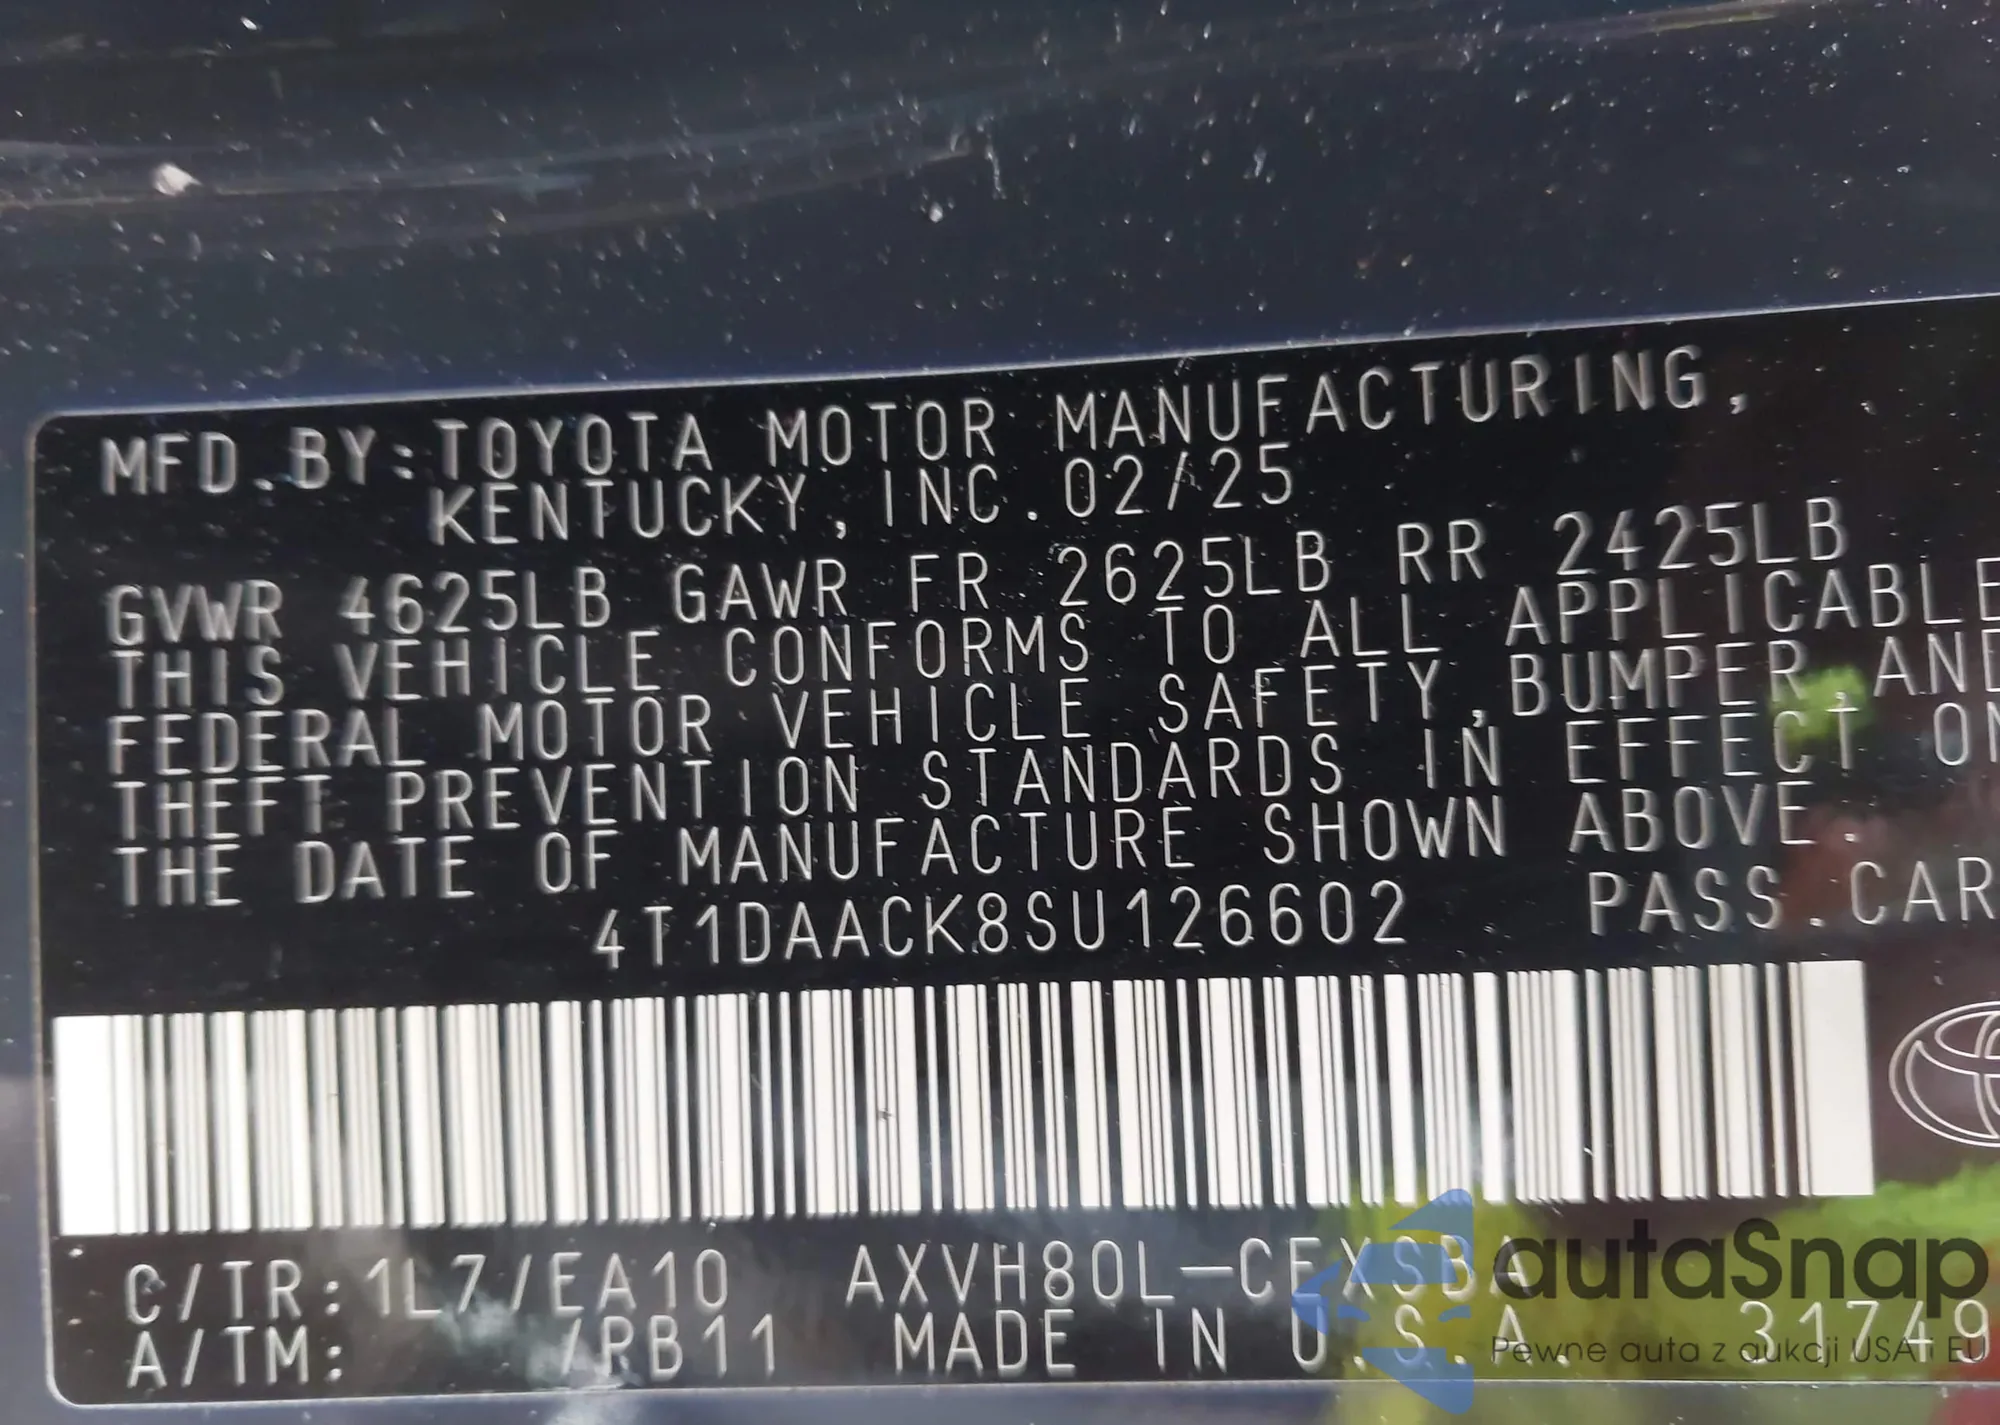 MFD.BY:TOYOTA MOTOR MANUFACTURING,
KENTUCKY, INC. 02/25
GVWR 4625LB GAWR FR 2625LB RR 2425LB
THIS VEHICLE CONFORMS TO ALL APPLICABLE
FEDERAL MOTOR VEHICLE SAFETY,BUMPER,AND
THEFT PREVENTION STANDARDS IN EFFECT ON
THE DATE OF MANUFACTURE SHOWN ABOVE.
4T1DAACK8SU126602 PASS.CAR
C/TR:1L7/EA10 AXVH80L-CEXSBA
A/TM: /PB11 MADE IN U.S.A. 31749
autaSnap
Pewne auta z aukcji USA i EU